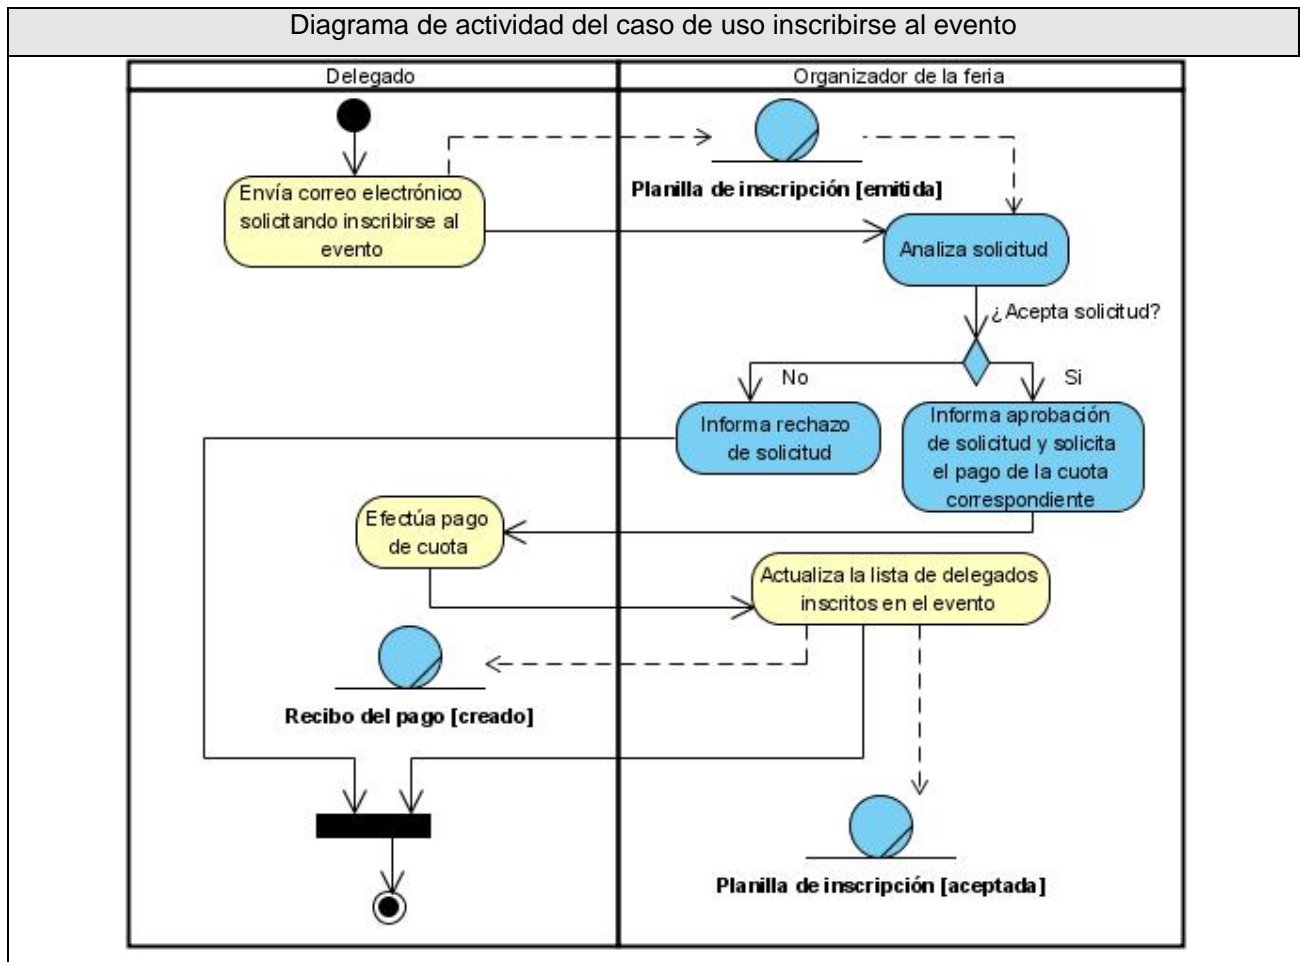 Diagrama de actividad del caso de uso inscribirse al evento
Delegado
Organizador de la feria
Envía correo electrónico
solicitando inscribirse al
evento
Planilla de inscripción [emitida]
Analiza solicitud
¿Acepta solicitud?
No
Si
Informa rechazo
de solicitud
Informa aprobación
de solicitud y solicita
el pago de la cuota
correspondiente
Efectúa pago
de cuota
Actualiza la lista de delegados
inscritos en el evento
Recibo del pago [creado]
Planilla de inscripción [aceptada]